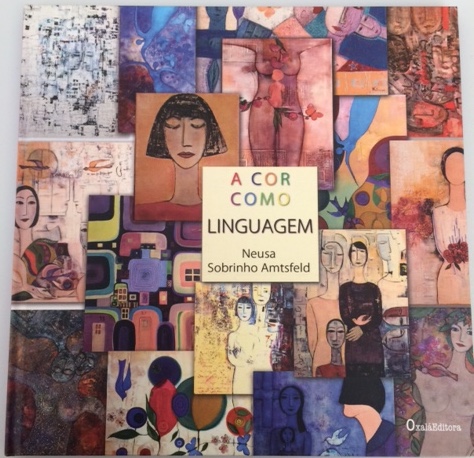 A COR
COMO
LINGUAGEM
Neusa
Sobrinho Amtsfeld
OxaláEditora